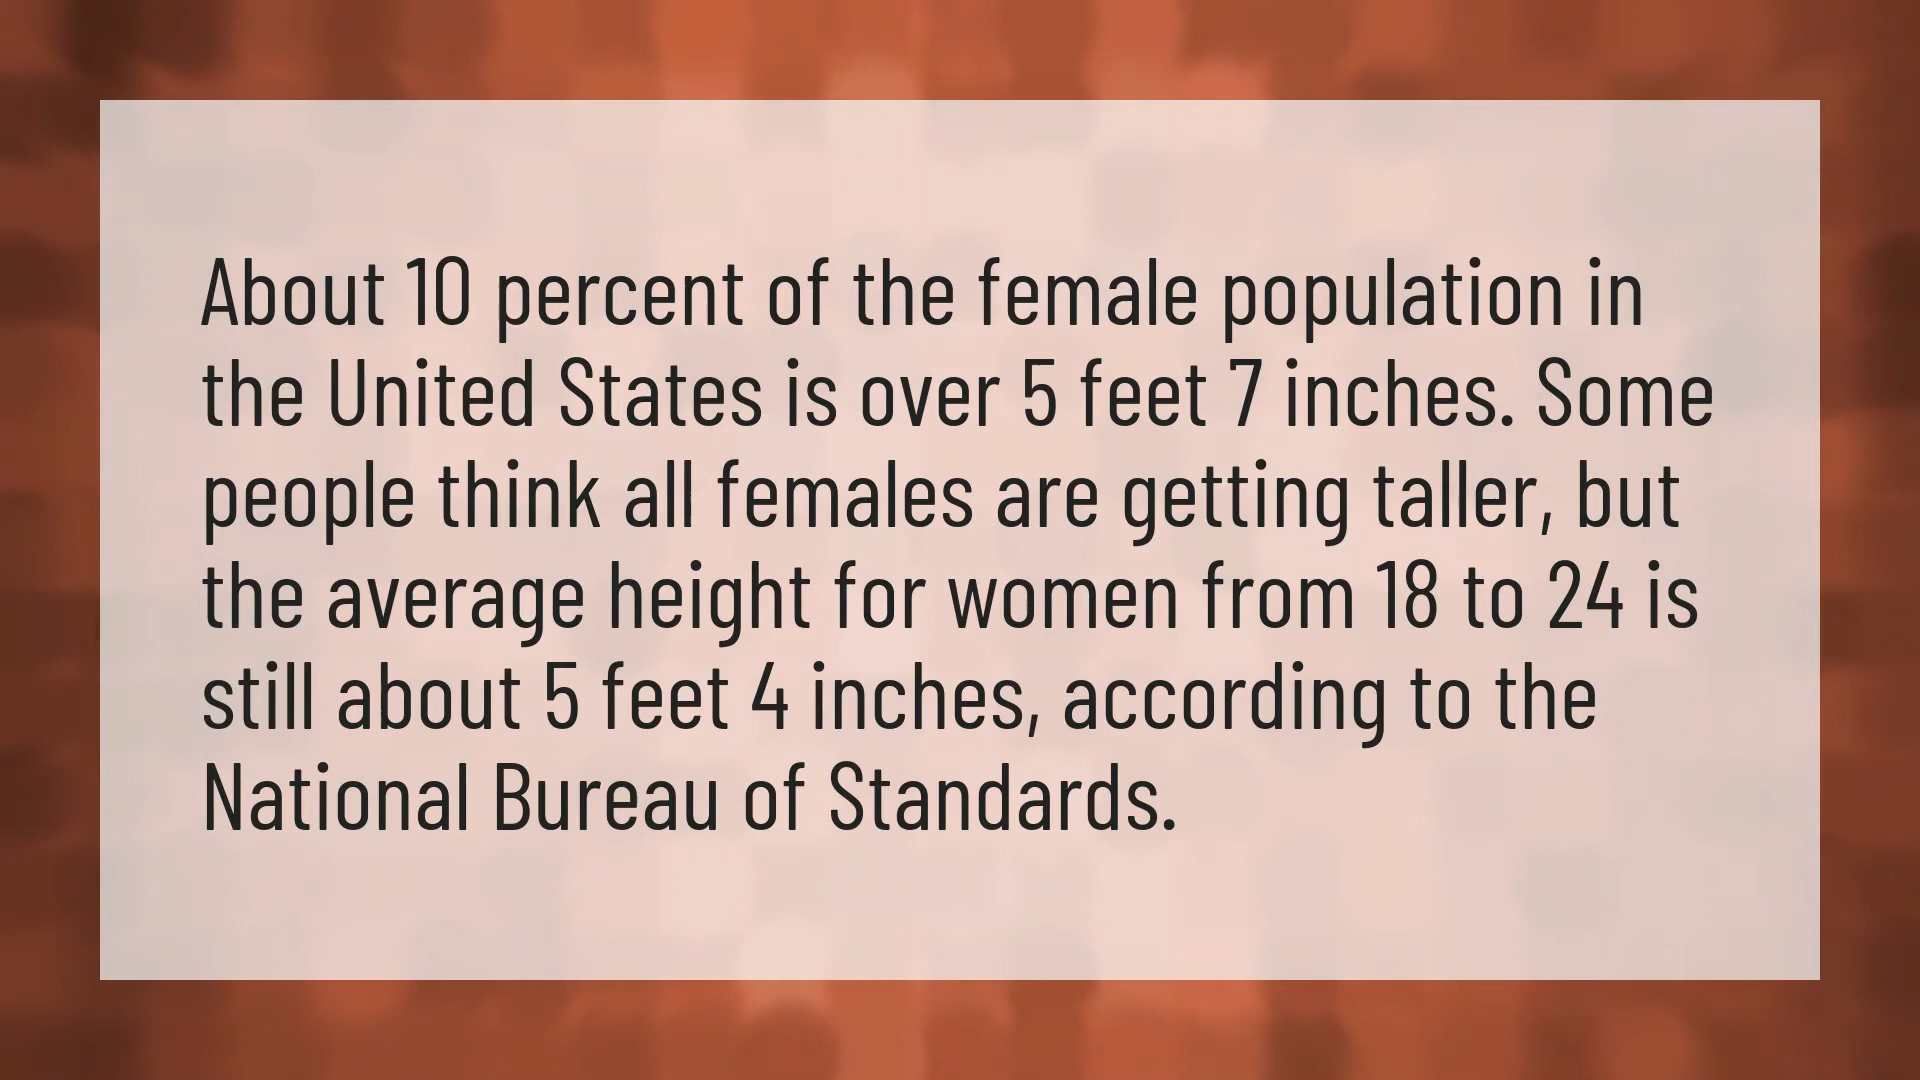 About 10 percent of the female population in
the United States is over 5 feet 7 inches. Some
people think all females are getting taller, but
the average height for women from 18 to 24 is
still about 5 feet 4 inches, according to the
National Bureau of Standards.